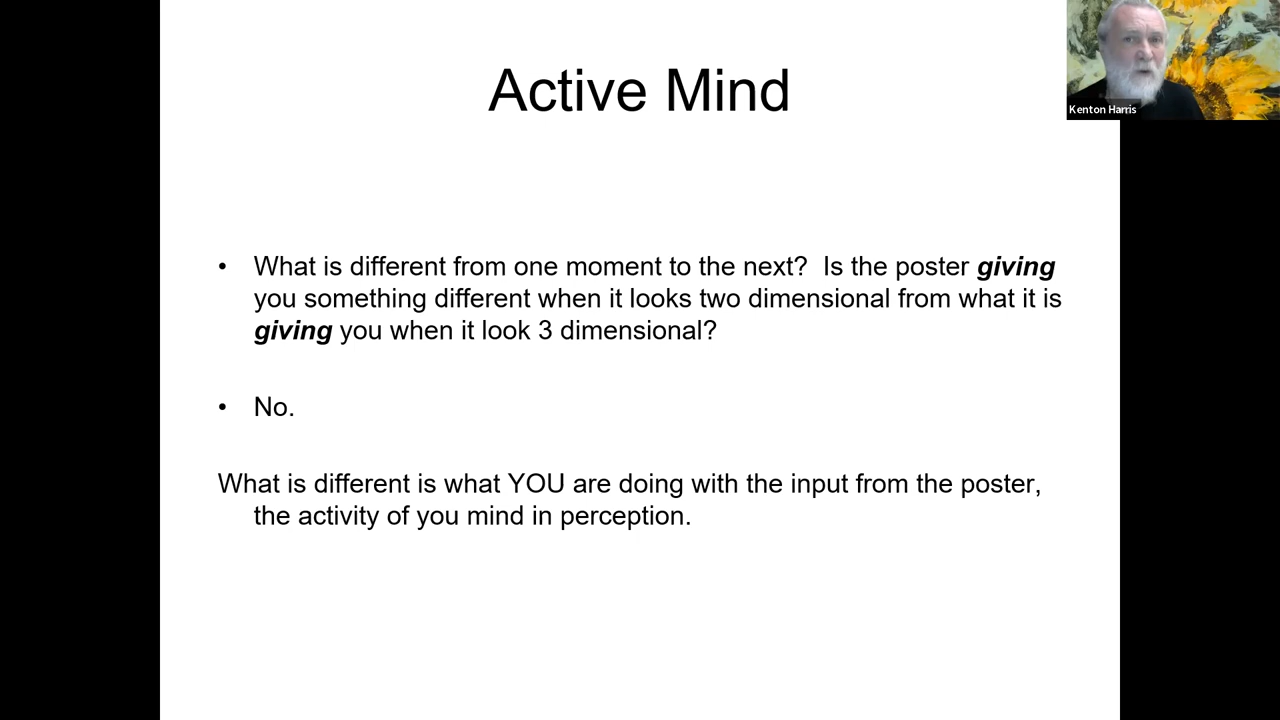 Active Mind
Kenton Harris
• What is different from one moment to the next?  Is the poster giving
you something different when it looks two dimensional from what it is
giving you when it look 3 dimensional?
• No.
What is different is what YOU are doing with the input from the poster,
the activity of you mind in perception.